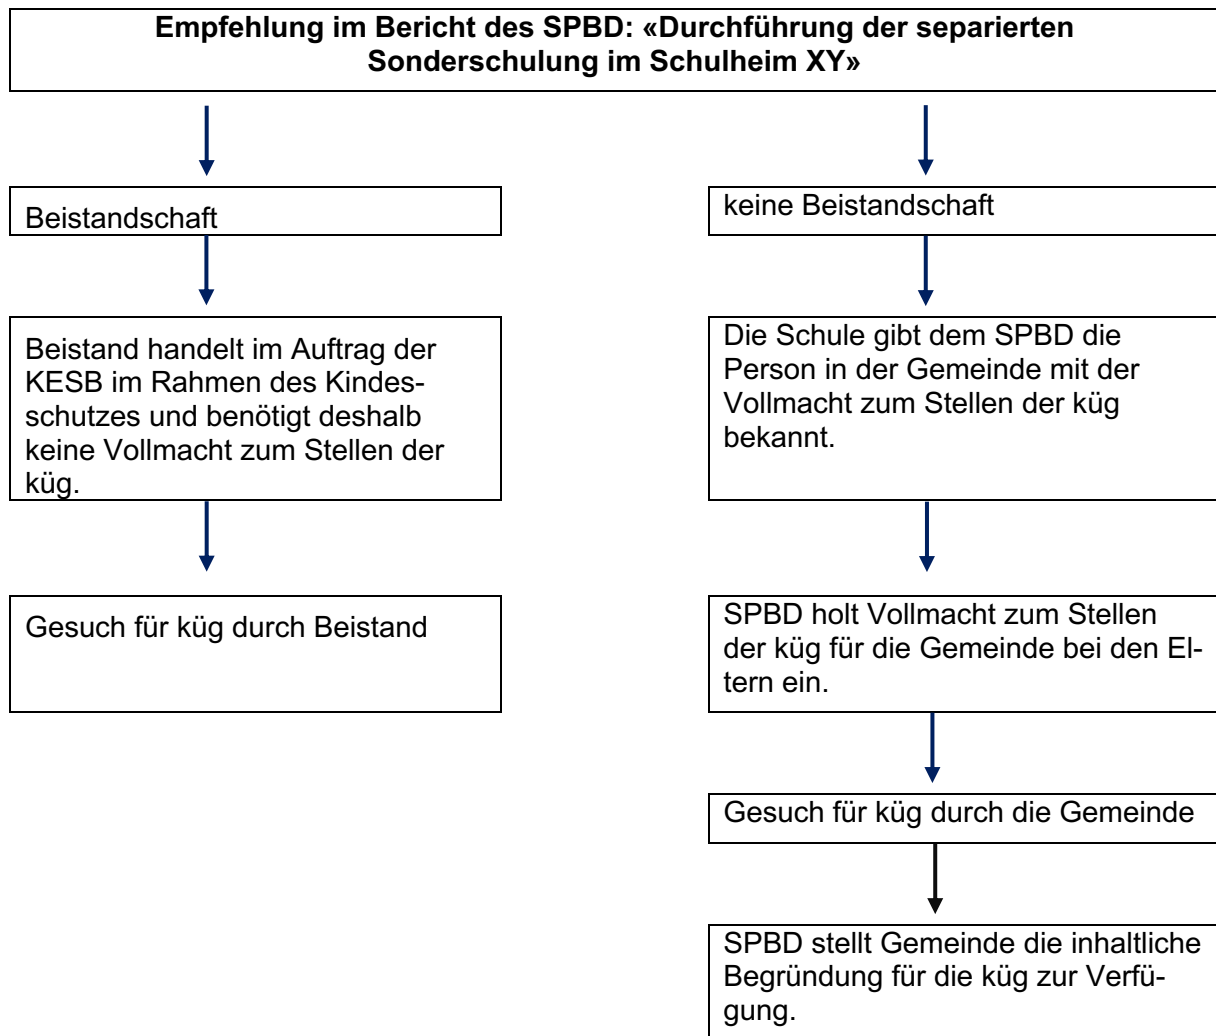 Empfehlung im Bericht des SPBD: «Durchführung der separierten
Sonderschulung im Schulheim XY»
Beistandschaft
keine Beistandschaft
Beistand handelt im Auftrag der
KESB im Rahmen des Kindes-
schutzes und benötigt deshalb
keine Vollmacht zum Stellen der
küg.
Die Schule gibt dem SPBD die
Person in der Gemeinde mit der
Vollmacht zum Stellen der küg
bekannt.
Gesuch für küg durch Beistand
SPBD holt Vollmacht zum Stellen
der küg für die Gemeinde bei den El-
tern ein.
Gesuch für küg durch die Gemeinde
SPBD stellt Gemeinde die inhaltliche
Begründung für die küg zur Verfü-
gung.